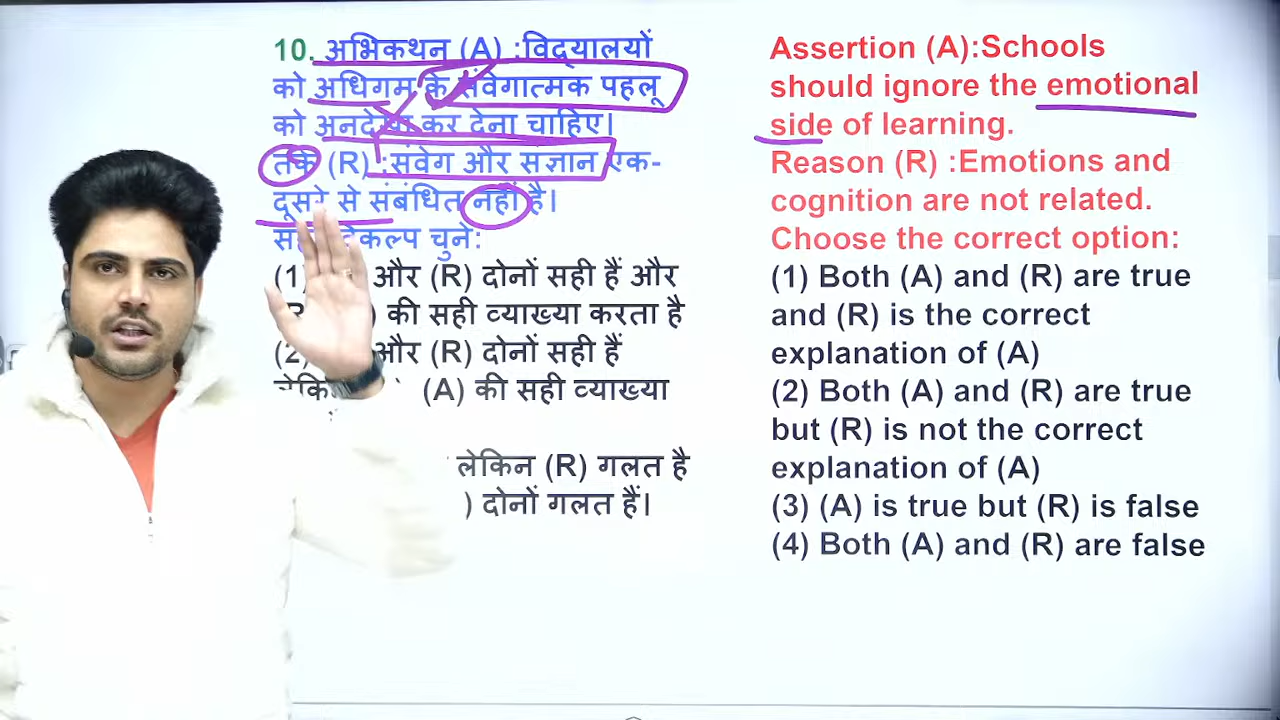 10. अभिकथन (A) :विद्यालयों
को अधिगम के संवेगात्मक पहलू
को अनदेखा कर देना चाहिए।
तर्क (R) :संवेग और सज्ञान एक-
दूसरे से संबंधित नहीं है।
चुने:
(1) और (R) दोनों सही हैं और
की सही व्याख्या करता है
(2) और (R) दोनों सही हैं
(A) की सही व्याख्या
लेकिन (R) गलत है
) दोनों गलत हैं।
Assertion (A):Schools
should ignore the emotional
side of learning.
Reason (R) :Emotions and
cognition are not related.
Choose the correct option:
(1) Both (A) and (R) are true
and (R) is the correct
explanation of (A)
(2) Both (A) and (R) are true
but (R) is not the correct
explanation of (A)
(3) (A) is true but (R) is false
(4) Both (A) and (R) are false